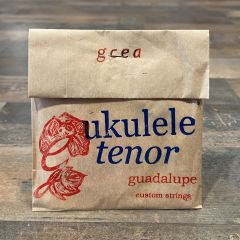 gcea
ukulele
tenor
guadalupe
custom strings